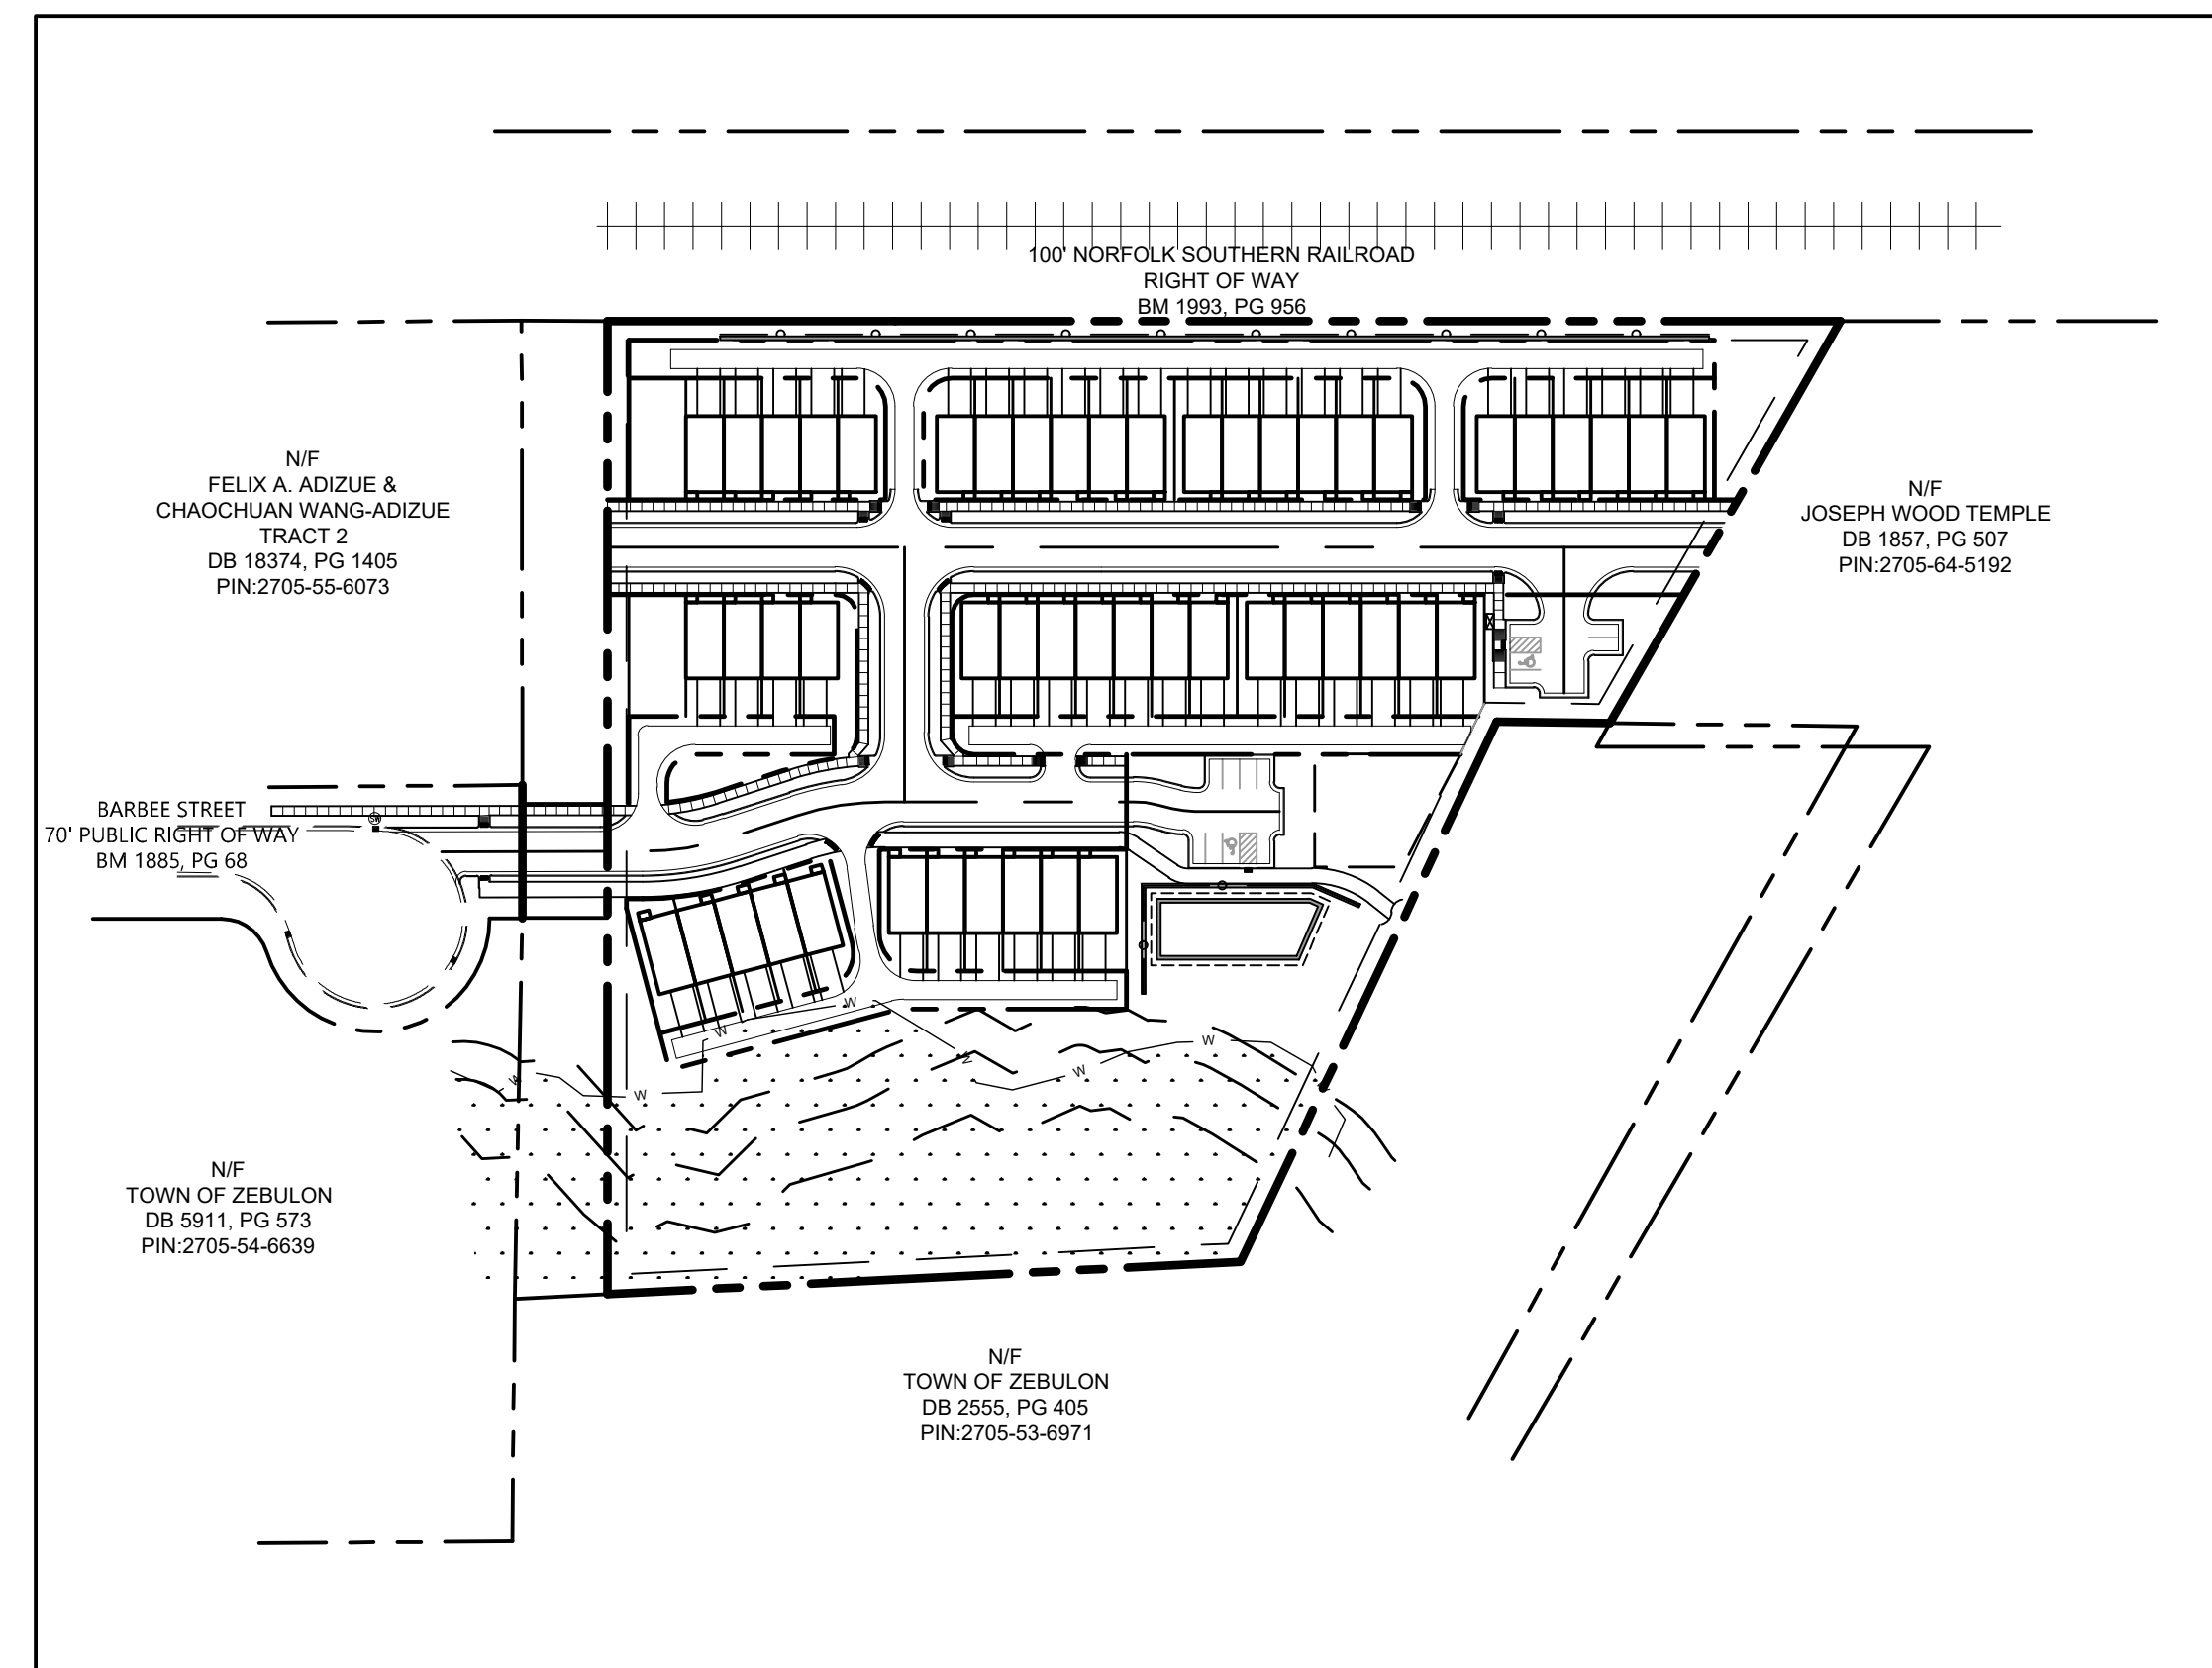 100' NORFOLK SOUTHERN RAILROAD
RIGHT OF WAY
BM 1993, PG 956
N/F
FELIX A. ADIZUE &
CHAOCHUAN WANG-ADIZUE
TRACT 2
DB 18374, PG 1405
PIN:2705-55-6073
N/F
JOSEPH WOOD TEMPLE
DB 1857, PG 507
PIN:2705-64-5192
BARBEE STREET
70' PUBLIC RIGHT OF WAY
BM 1885, PG 68
SW
W
W
W
W
W
W
W
N/F
TOWN OF ZEBULON
DB 5911, PG 573
PIN:2705-54-6639
N/F
TOWN OF ZEBULON
DB 2555, PG 405
PIN:2705-53-6971